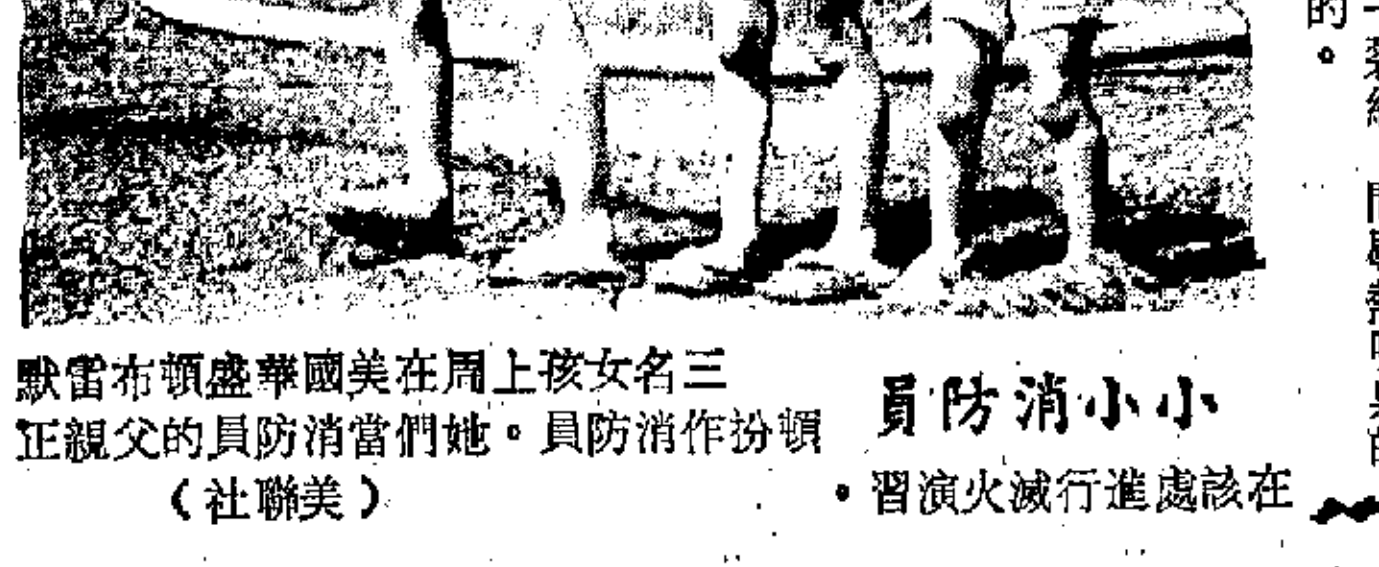 的。
小小消防員
三名女孩上周在美國華盛頓布雷默
頓扮作消防員。她們當消防員的父親正
在該處進行滅火演習。
（美聯社）